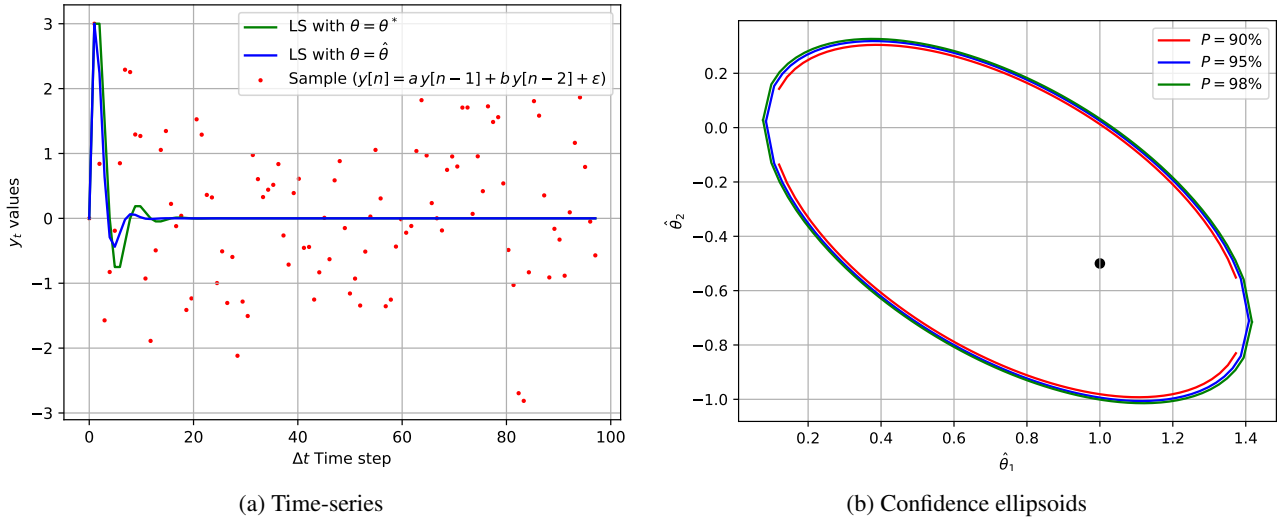 3
2
1
0
−1
−2
−3
y_t values
0
20
40
60
80
100
Δt Time step
LS with θ = θ*
LS with θ = θ̂
Sample (y[n] = a y[n − 1] + b y[n − 2] + ε)
(a) Time-series
0.2
0.0
−0.2
−0.4
−0.6
−0.8
−1.0
θ̂₂
0.2
0.4
0.6
0.8
1.0
1.2
1.4
θ̂₁
P = 90%
P = 95%
P = 98%
(b) Confidence ellipsoids